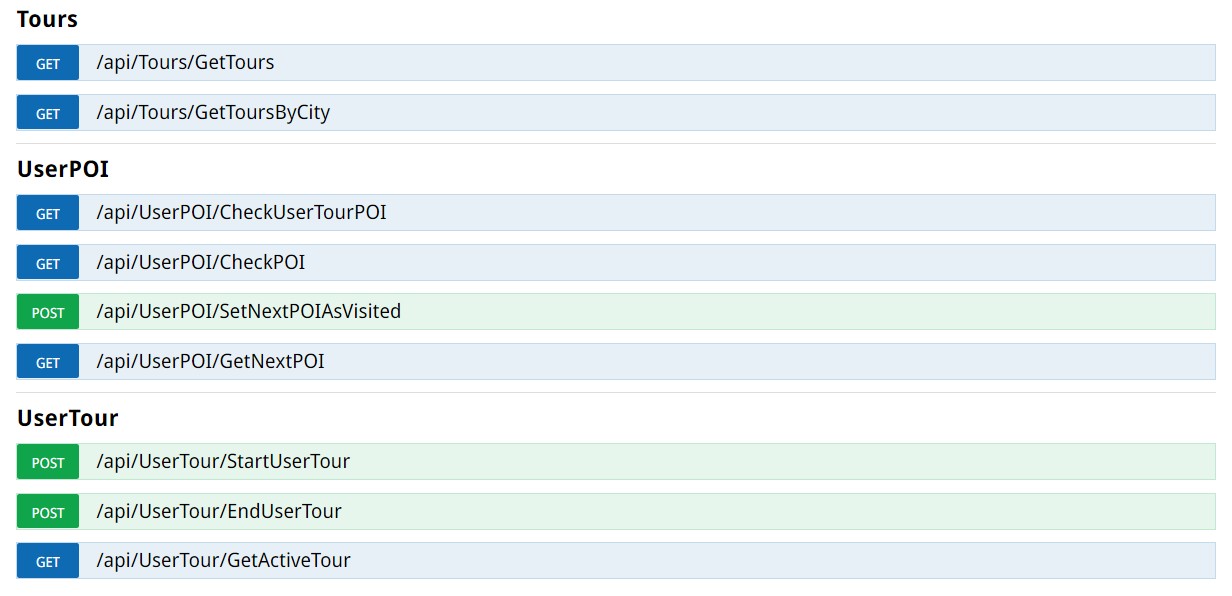 Tours
GET /api/Tours/GetTours
GET /api/Tours/GetToursByCity
UserPOI
GET /api/UserPOI/CheckUserTourPOI
GET /api/UserPOI/CheckPOI
POST /api/UserPOI/SetNextPOIAsVisited
GET /api/UserPOI/GetNextPOI
UserTour
POST /api/UserTour/StartUserTour
POST /api/UserTour/EndUserTour
GET /api/UserTour/GetActiveTour